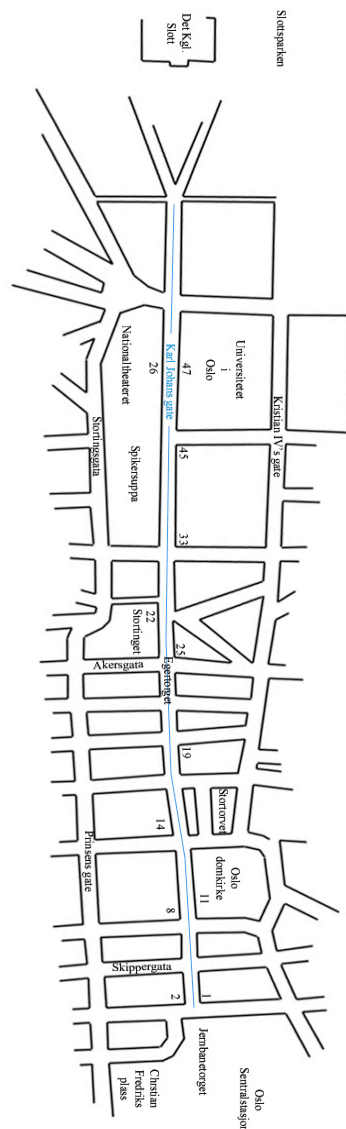 Slottsparken
Det Kgl.
Slott
Karl Johans gate
Universitetet
i
Oslo
47
26
Nationaltheateret
Kristian IV's gate
45
Spikersuppa
Stortingsgata
33
22
Stortinget
25
Akersgata
Egertorget
19
Stortorvet
14
Prinsens gate
Oslo
domkirke
11
8
Skippergata
1
2
Jernbanetorget
Oslo
Sentralstasjon
Chrstian
Fredriks
plass